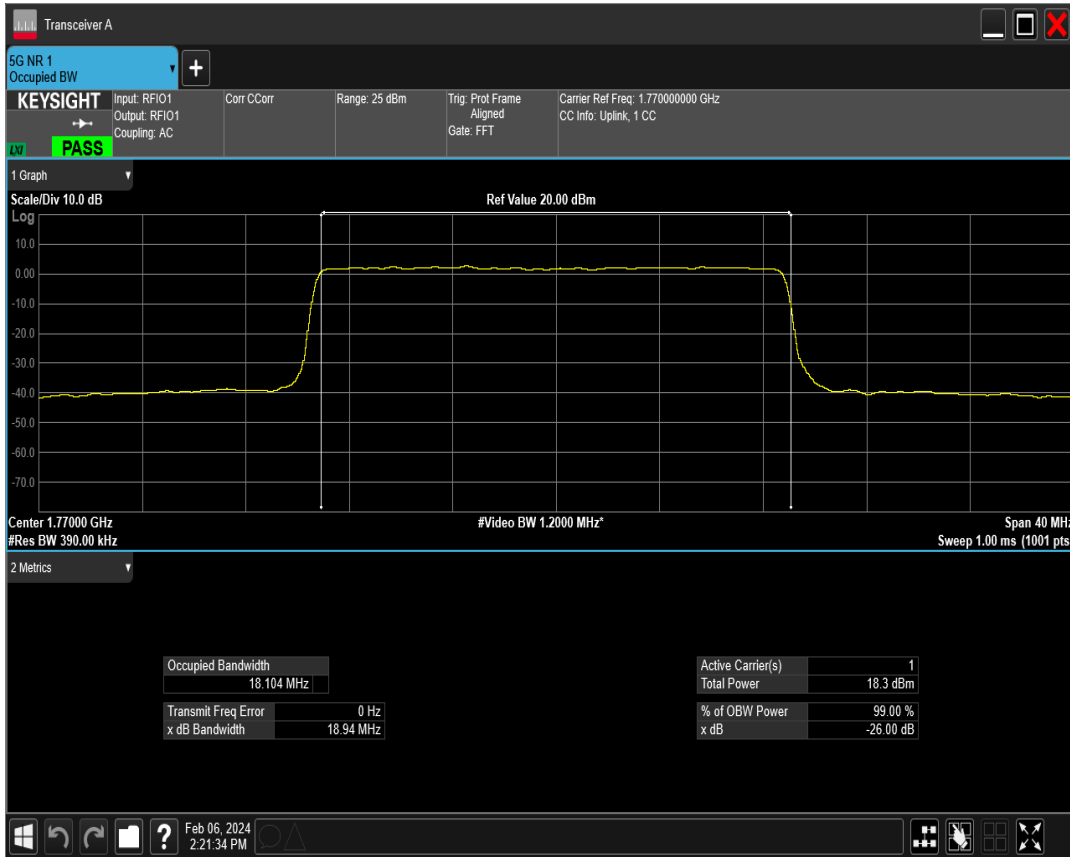 Transceiver A
5G NR 1
Occupied BW
KEYSIGHT
LXI
PASS
Input: RFIO1
Output: RFIO1
Coupling: AC
Corr CCorr
Range: 25 dBm
Trig: Prot Frame
Aligned
Gate: FFT
Carrier Ref Freq: 1.770000000 GHz
CC Info: Uplink, 1 CC
1 Graph
Scale/Div 10.0 dB
Ref Value 20.00 dBm
Log
10.0
0.00
-10.0
-20.0
-30.0
-40.0
-50.0
-60.0
-70.0
Center 1.77000 GHz
#Video BW 1.2000 MHz*
Span 40 MHz
#Res BW 390.00 kHz
Sweep 1.00 ms (1001 pts
2 Metrics
Occupied Bandwidth
18.104 MHz
Transmit Freq Error 0 Hz
x dB Bandwidth 18.94 MHz
Active Carrier(s) 1
Total Power 18.3 dBm
% of OBW Power 99.00 %
x dB -26.00 dB
?
Feb 06, 2024
2:21:34 PM